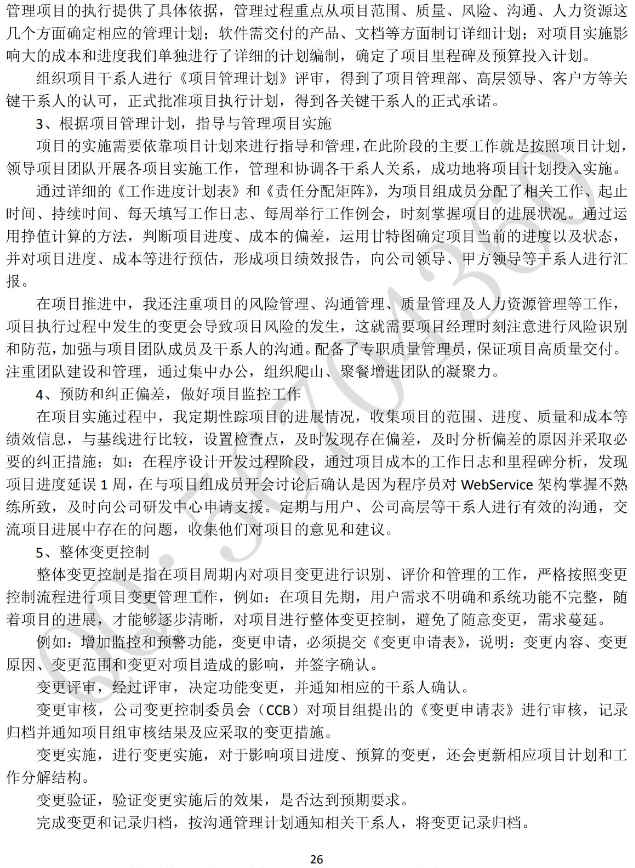 管理项目的执行提供了具体依据，管理过程重点从项目范围、质量、风险、沟通、人力资源这
几个方面确定相应的管理计划；软件需交付的产品、文档等方面制订详细计划；对项目实施影
响大的成本和进度我们单独进行了详细的计划编制，确定了项目里程碑及预算投入计划。
组织项目干系人进行《项目管理计划》评审，得到了项目管理部、高层领导、客户方等关
键干系人的认可，正式批准项目执行计划，得到各关键干系人的正式承诺。
3、根据项目管理计划，指导与管理项目实施
项目的实施需要依靠项目计划来进行指导和管理,在此阶段的主要工作就是按照项目计划，
领导项目团队开展各项目实施工作，管理和协调各干系人关系，成功地将项目计划投入实施。
通过详细的《工作进度计划表》和《责任分配矩阵》，为项目组成员分配了相关工作、起止
时间、持续时间、每天填写工作日志、每周举行工作例会，时刻掌握项目的进展状况。通过运
用挣值计算的方法，判断项目进度、成本的偏差，运用甘特图确定项目当前的进度以及状态，
并对项目进度、成本等进行预估，形成项目绩效报告，向公司领导、甲方领导等干系人进行汇
报。
在项目推进中，我还注重项目的风险管理、沟通管理、质量管理及人力资源管理等工作，
项目执行过程中发生的变更会导致项目风险的发生，这就需要项目经理时刻注意进行风险识别
和防范，加强与项目团队成员及干系人的沟通。配备了专职质量管理员，保证项目高质量交付。
注重团队建设和管理，通过集中办公，组织爬山、聚餐增进团队的凝聚力。
4、预防和纠正偏差，做好项目监控工作
在项目实施过程中，我定期性踪项目的进展情况，收集项目的范围、进度、质量和成本等
绩效信息，与基线进行比较，设置检查点，及时发现存在偏差，及时分析偏差的原因并采取必
要的纠正措施；如：在程序设计开发过程阶段，通过项目成本的工作日志和里程碑分析，发现
项目进度延误 1 周，在与项目组成员开会讨论后确认是因为程序员对 WebService 架构掌握不熟
练所致，及时向公司研发中心申请支援。定期与用户、公司高层等干系人进行有效的沟通，交
流项目进展中存在的问题，收集他们对项目的意见和建议。
5、整体变更控制
整体变更控制是指在项目周期内对项目变更进行识别、评价和管理的工作，严格按照变更
控制流程进行项目变更管理工作，例如：在项目先期，用户需求不明确和系统功能不完整，随
着项目的进展，才能够逐步清晰，对项目进行整体变更控制，避免了随意变更，需求蔓延。
例如：增加监控和预警功能，变更申请，必须提交《变更申请表》，说明：变更内容、变更
原因、变更范围和变更对项目造成的影响，并签字确认。
变更评审，经过评审，决定功能变更，并通知相应的干系人确认。
变更审核，公司变更控制委员会（CCB）对项目组提出的《变更申请表》进行审核，记录
归档并通知项目组审核结果及应采取的变更措施。
变更实施，进行变更实施，对于影响项目进度、预算的变更，还会更新相应项目计划和工
作分解结构。
变更验证，验证变更实施后的效果，是否达到预期要求。
完成变更和记录归档，按沟通管理计划通知相关干系人，将变更记录归档。
26